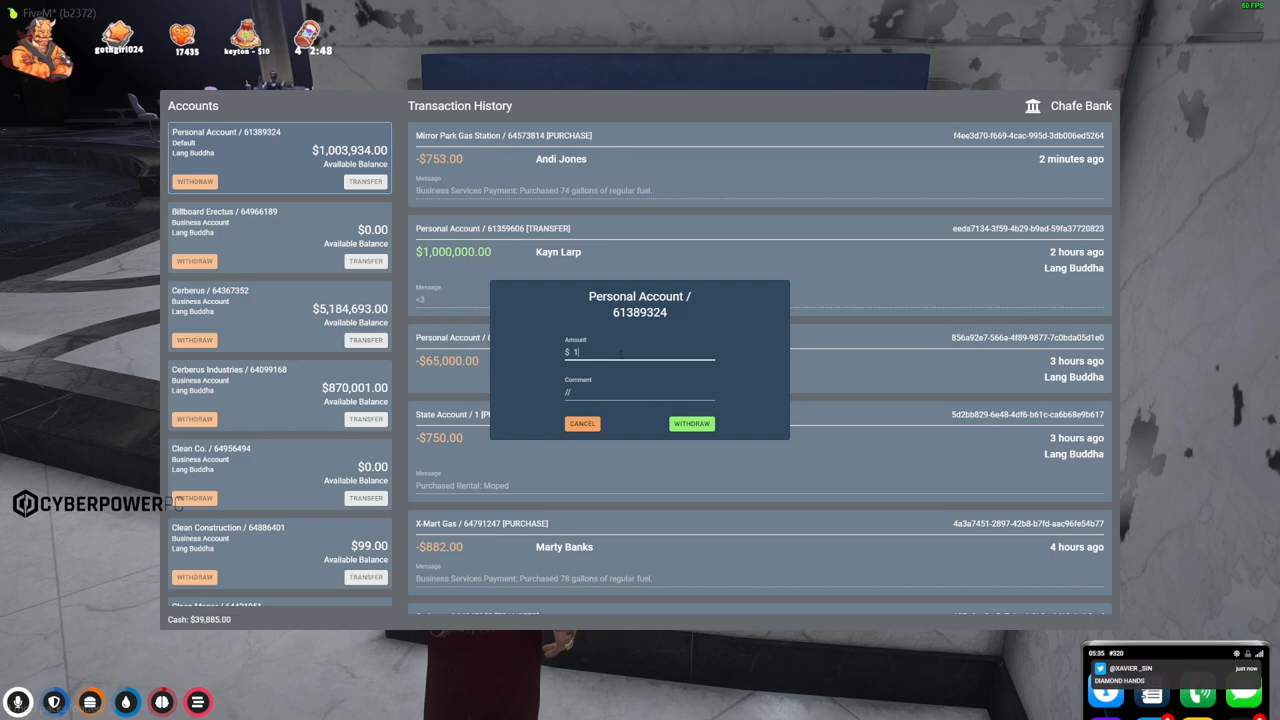 FiveM* (b2372)
60 FPS
gothgirl024
17435
keyton - $10
4 2:48
Accounts
Transaction History
Chafe Bank
Personal Account / 61389324
Default
Lang Buddha
$1,003,934.00
Available Balance
WITHDRAW
TRANSFER
Billboard Erectus / 64966189
Business Account
Lang Buddha
$0.00
Available Balance
WITHDRAW
TRANSFER
Cerberus / 64367352
Business Account
Lang Buddha
$5,184,693.00
Available Balance
WITHDRAW
TRANSFER
Cerberus Industries / 64099168
Business Account
Lang Buddha
$870,001.00
Available Balance
WITHDRAW
TRANSFER
Clean Co. / 64956494
Business Account
Lang Buddha
$0.00
Available Balance
WITHDRAW
TRANSFER
Clean Construction / 64886401
Business Account
Lang Buddha
$99.00
Available Balance
WITHDRAW
TRANSFER
Cash: $39,885.00
Mirror Park Gas Station / 64573814 [PURCHASE]
f4ee3d70-f669-4cac-995d-3db006ed5264
-$753.00
Andi Jones
2 minutes ago
Message
Business Services Payment: Purchased 74 gallons of regular fuel.
Personal Account / 61359606 [TRANSFER]
eeda7134-3f59-4b29-b9ad-59fa37720823
$1,000,000.00
Kayn Larp
2 hours ago
Lang Buddha
Message
<3
Personal Account /
856a92e7-566a-4f89-9877-7c0bda5d1e0
-$65,000.00
3 hours ago
Lang Buddha
State Account / 1
5d2bb829-6e48-4df6-b61c-ca6b68e9b617
-$750.00
3 hours ago
Lang Buddha
Message
Purchased Rental: Moped
X-Mart Gas / 64791247 [PURCHASE]
4a3a7451-2897-42b8-b7fd-aac96fe54b77
-$882.00
Marty Banks
4 hours ago
Message
Business Services Payment: Purchased 78 gallons of regular fuel.
Personal Account /
61389324
Amount
$ 1
Comment
//
CANCEL
WITHDRAW
CYBERPOWERPC
05:35 #320
@XAVIER_SIN
just now
DIAMOND HANDS